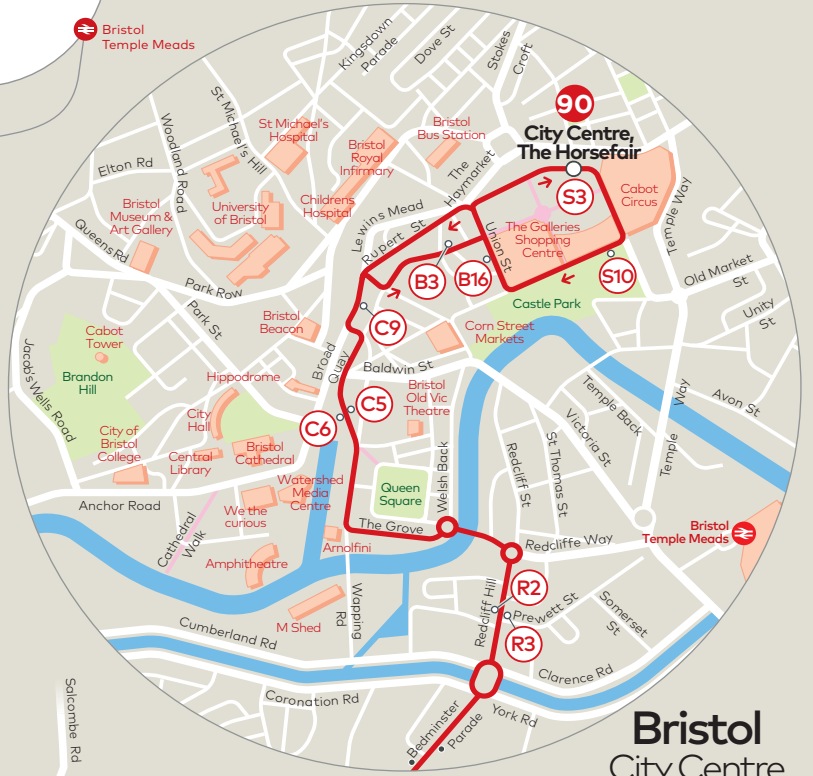 Bristol
Temple Meads
Kingsdown
Parade
Dove St
Stokes
Croft
90
City Centre,
The Horsefair
St Michael's Hill
Woodland Road
St Michael's
Hospital
Bristol
Royal
Infirmary
Bristol
Bus Station
The
Haymarket
Elton Rd
University
of Bristol
Childrens
Hospital
Lewins Mead
Rupert St
S3
Cabot
Circus
Temple Way
Bristol
Museum &
Art Gallery
Queens Rd
The Galleries
Shopping
Centre
Union St
B3
B16
S10
Old Market
St
Park Row
Park St
Castle Park
Unity
St
Bristol
Beacon
C9
Corn Street
Markets
Cabot
Tower
Brandon
Hill
Jacob's Wells Road
Broad
Quay
Baldwin St
Hippodrome
Bristol
Old Vic
Theatre
Temple Back
Victoria St
Avon St
Temple
Way
C5
C6
City
Hall
City of
Bristol
College
Central
Library
Bristol
Cathedral
Welsh Back
Redcliff St
St Thomas St
Watershed
Media
Centre
Queen
Square
Anchor Road
We the
curious
Cathedral
Walk
The Grove
Arnolfini
Redcliffe Way
Bristol
Temple Meads
Amphitheatre
R2
Redcliff Hill
Prewett St
Somerset
St
M Shed
Wapping
Rd
R3
Cumberland Rd
Clarence Rd
Coronation Rd
York Rd
Salcombe Rd
Bedminster
Parade
Bristol
City Centre